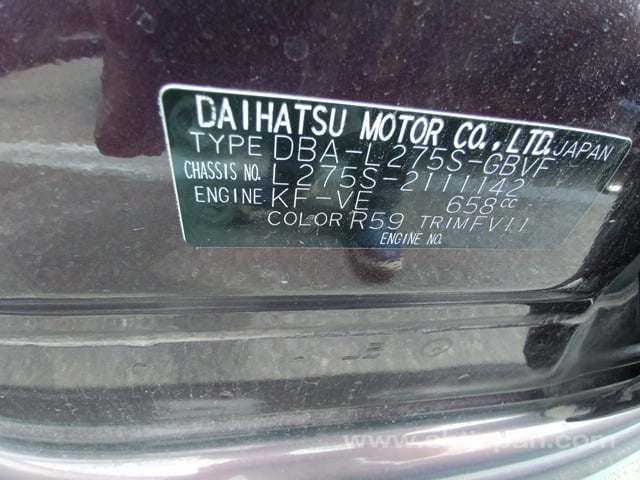 DAIHATSU MOTOR CO., LTD. JAPAN
TYPE DBA-L275S-GBVF
CHASSIS NO. L275S-2111142
ENGINE KF-VE 658cc
COLOR R59 TRIM FV11
ENGINE NO.